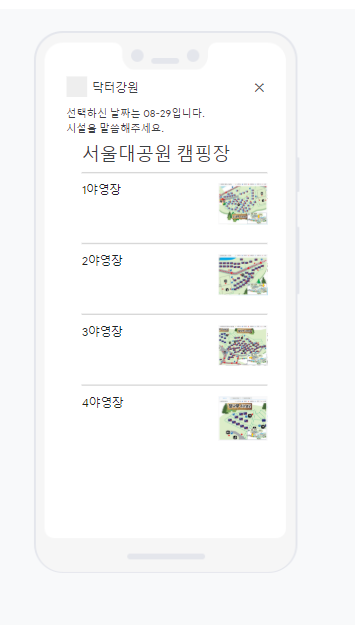 닥터강원
선택하신 날짜는 08-29입니다.
시설을 말씀해주세요.
서울대공원 캠핑장
1야영장
2야영장
3야영장
4야영장